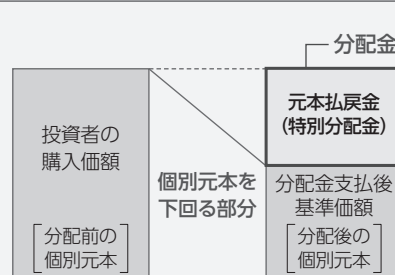 分配金
投資者の
購入価額
分配前の
個別元本
個別元本を
下回る部分
元本払戻金
(特別分配金)
分配金支払後
基準価額
分配後の
個別元本